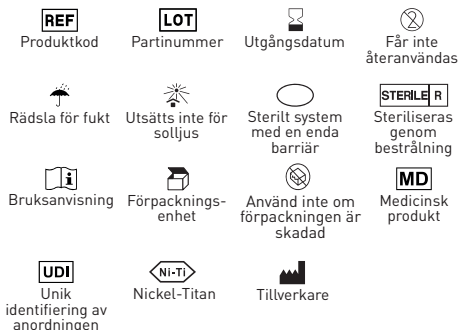 REF
Produktkod
LOT
Partinummer
Utgångsdatum
2
Får inte
återanvändas
Rädsla för fukt
Utsätts inte för
solljus
Sterilt system
med en enda
barriär
STERILE R
Steriliseras
genom
bestrålning
i
Bruksanvisning
Förpacknings-
enhet
Använd inte om
förpackningen är
skadad
MD
Medicinsk
produkt
UDI
Unik
identifiering av
anordningen
Ni-Ti
Nickel-Titan
Tillverkare